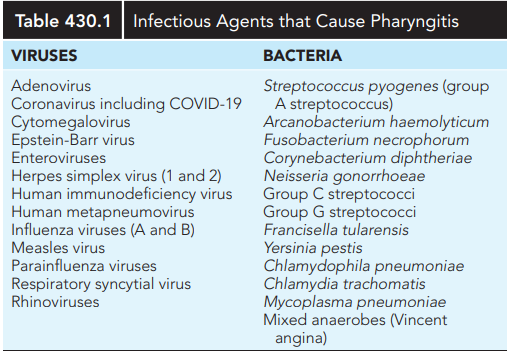 Table 430.1 Infectious Agents that Cause Pharyngitis
VIRUSES
Adenovirus
Coronavirus including COVID-19
Cytomegalovirus
Epstein-Barr virus
Enteroviruses
Herpes simplex virus (1 and 2)
Human immunodeficiency virus
Human metapneumovirus
Influenza viruses (A and B)
Measles virus
Parainfluenza viruses
Respiratory syncytial virus
Rhinoviruses
BACTERIA
Streptococcus pyogenes (group
A streptococcus)
Arcanobacterium haemolyticum
Fusobacterium necrophorum
Corynebacterium diphtheriae
Neisseria gonorrhoeae
Group C streptococci
Group G streptococci
Francisella tularensis
Yersinia pestis
Chlamydophila pneumoniae
Chlamydia trachomatis
Mycoplasma pneumoniae
Mixed anaerobes (Vincent
angina)